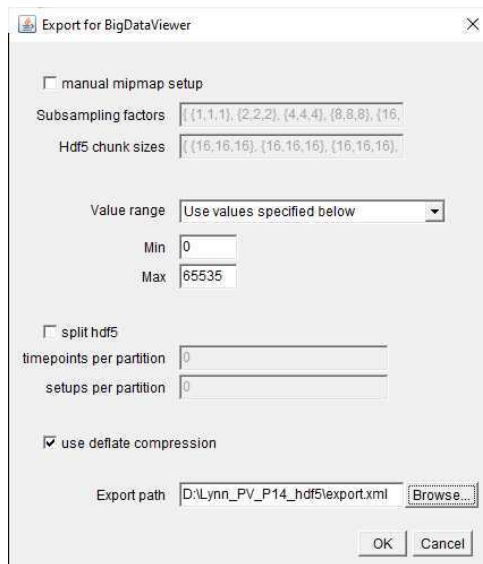 Export for BigDataViewer
manual mipmap setup
Subsampling factors { {1,1,1}, {2,2,2}, {4,4,4}, {8,8,8}, {16,
Hdf5 chunk sizes { {16,16,16}, {16,16,16}, {16,16,16},
Value range Use values specified below
Min 0
Max 65535
split hdf5
timepoints per partition 0
setups per partition 0
use deflate compression
Export path D:\Lynn_PV_P14_hdf5\export.xml Browse...
OK Cancel